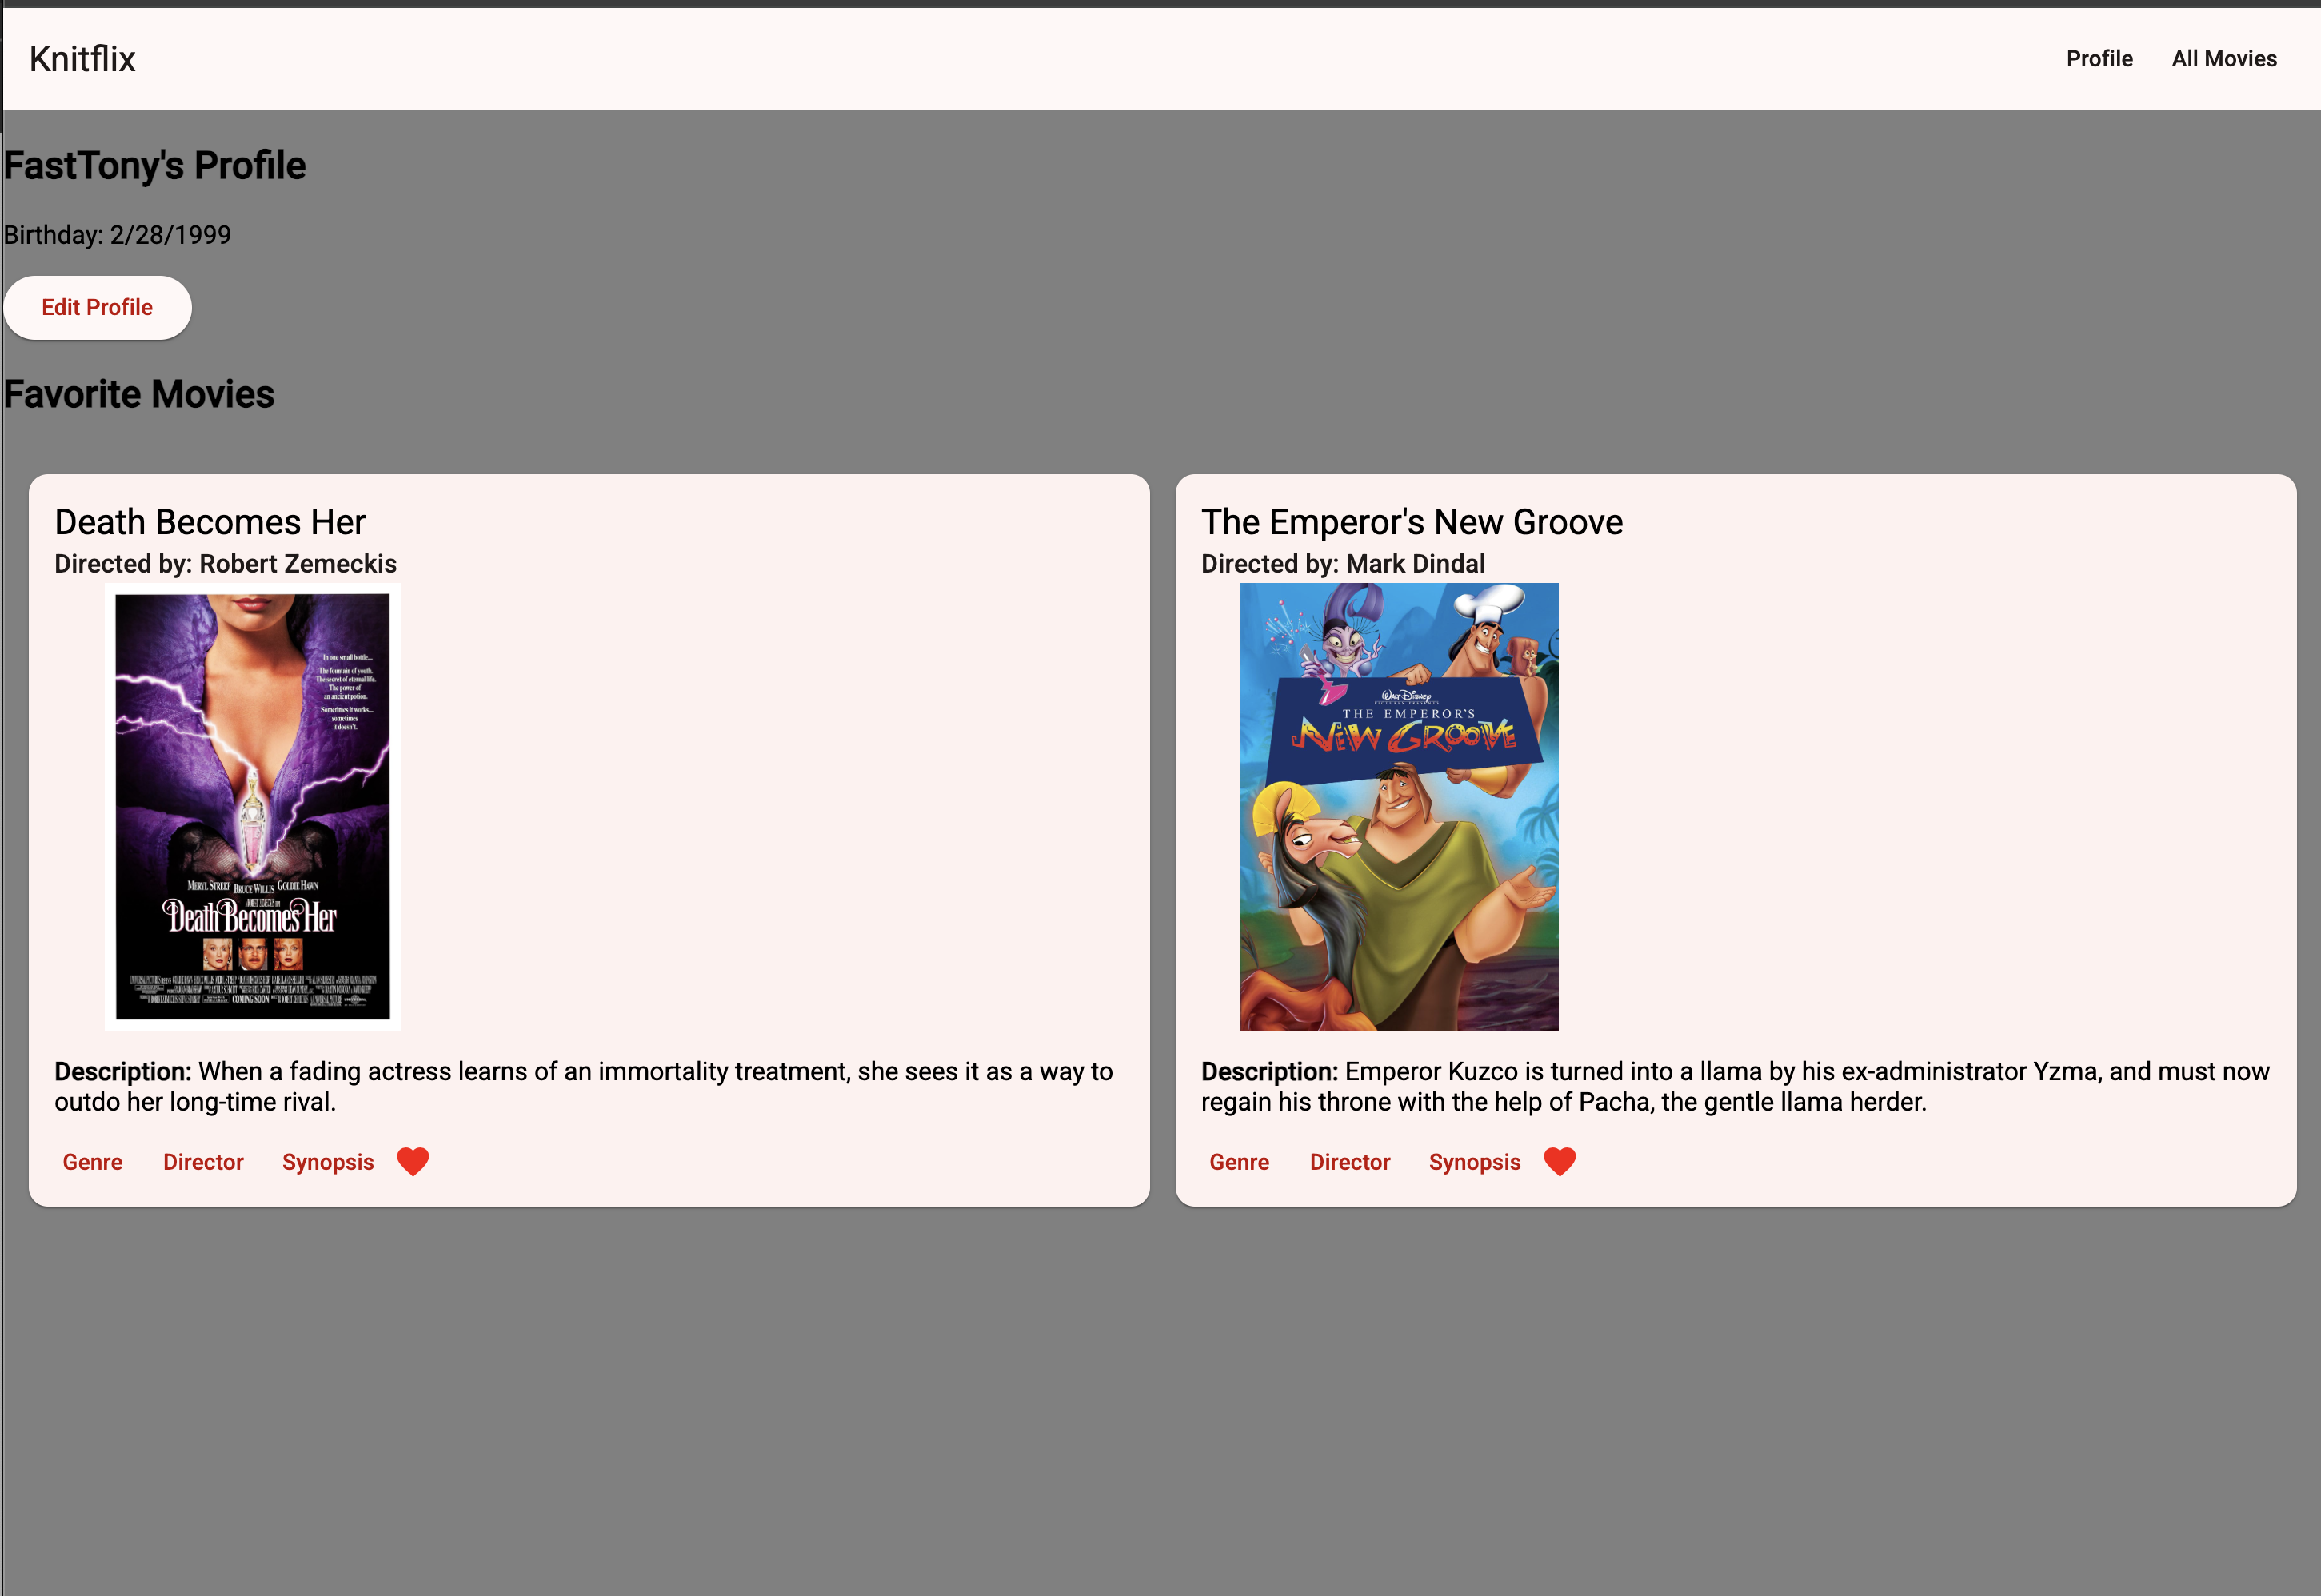 Knitflix
Profile
All Movies
FastTony's Profile
Birthday: 2/28/1999
Edit Profile
Favorite Movies
Death Becomes Her
Directed by: Robert Zemeckis
In one small bottle...
The fountain of youth.
The secret of eternal life.
The power of
an ancient potion.
Sometimes it works...
sometimes
it doesn't.
MERYL STREEP BRUCE WILLIS GOLDIE HAWN
Death Becomes Her
COMING SOON
Description: When a fading actress learns of an immortality treatment, she sees it as a way to
outdo her long-time rival.
Genre
Director
Synopsis
The Emperor's New Groove
Directed by: Mark Dindal
WALT DISNEY
PICTURES PRESENTS
THE EMPEROR'S
NEW GROOVE
Description: Emperor Kuzco is turned into a llama by his ex-administrator Yzma, and must now
regain his throne with the help of Pacha, the gentle llama herder.
Genre
Director
Synopsis